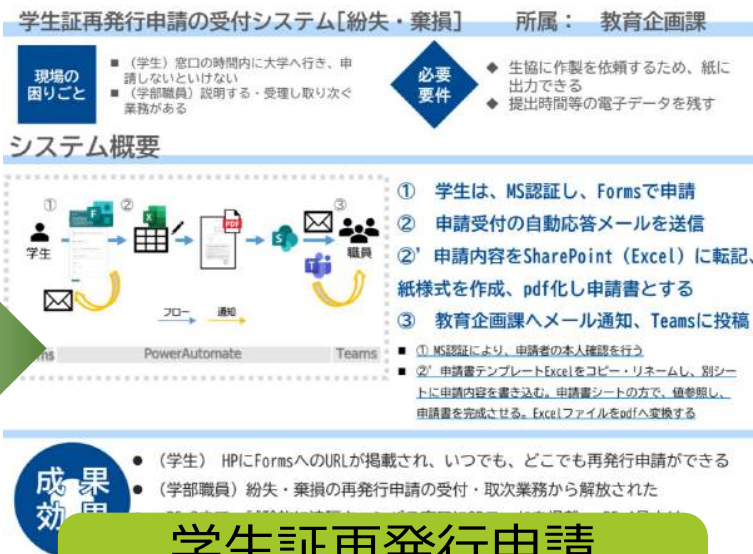 学生証再発行申請の受付システム[紛失・棄損]　所属：　教育企画課
現場の
困りごと
■ （学生）窓口の時間内に大学へ行き、申
請しないといけない
■ （学部職員）説明する・受理し取り次ぐ
業務がある
必要
要件
◆ 生協に作製を依頼するため、紙に
出力できる
◆ 提出時間等の電子データを残す
システム概要
① ② ③
学生
PDF
職員
フロー 通知
PowerAutomate
Teams
① 学生は、MS認証し、Formsで申請
② 申請受付の自動応答メールを送信
②’ 申請内容をSharePoint（Excel）に転記、
紙様式を作成、pdf化し申請書とする
③ 教育企画課へメール通知、Teamsに投稿
■ ① MS認証により、申請者の本人確認を行う
■ ②’ 申請書テンプレートExcelをコピー・リネームし、別シー
トに申請内容を書き込む。申請書シートの方で、値参照し、
申請書を完成させる。Excelファイルをpdfへ変換する
成果
効果
● （学生） HPにFormsへのURLが掲載され、いつでも、どこでも再発行申請ができる
● （学部職員）紛失・棄損の再発行申請の受付・取次業務から解放された
学生証再発行申請